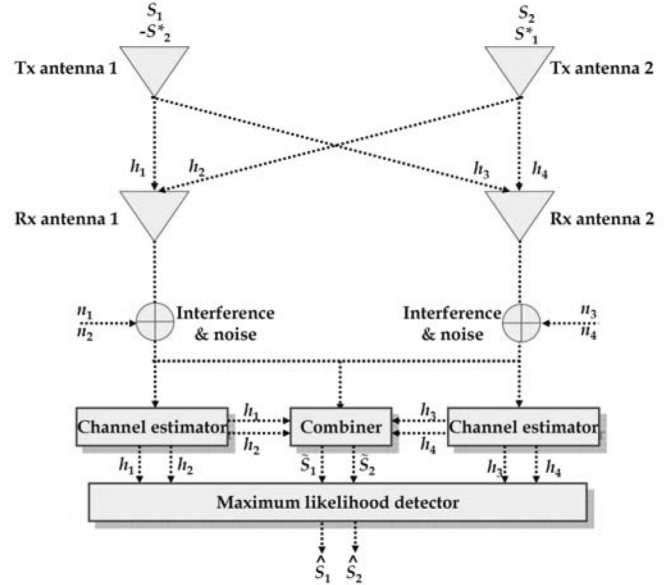 S₁ S₂
-S*₂ S*₁
Tx antenna 1 Tx antenna 2
h₁ h₂ h₃ h₄
Rx antenna 1 Rx antenna 2
n₁ Interference Interference n₃
n₂ & noise & noise n₄
h₁ h₃
Channel estimator Combiner Channel estimator
h₂ h₄
h₁ h₂ S̃₁ S̃₂ h₃ h₄
Maximum likelihood detector
Ŝ₁ Ŝ₂